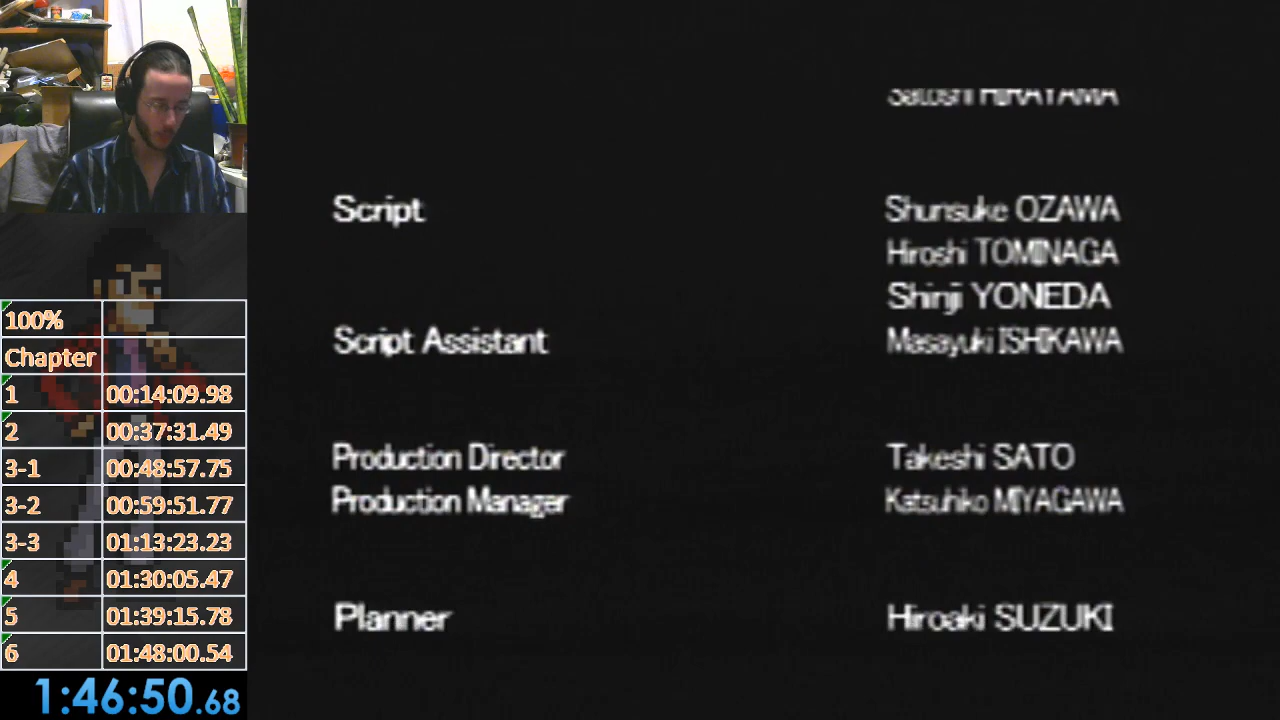 Satoshi HIRAYAMA
Script Shunsuke OZAWA
Hiroshi TOMINAGA
Shinji YONEDA
Script Assistant Masayuki ISHIKAWA
Production Director Takeshi SATO
Production Manager Katsuhiko MIYAGAWA
Planner Hiroaki SUZUKI
100%
Chapter
1 00:14:09.98
2 00:37:31.49
3-1 00:48:57.75
3-2 00:59:51.77
3-3 01:13:23.23
4 01:30:05.47
5 01:39:15.78
6 01:48:00.54
1:46:50.68